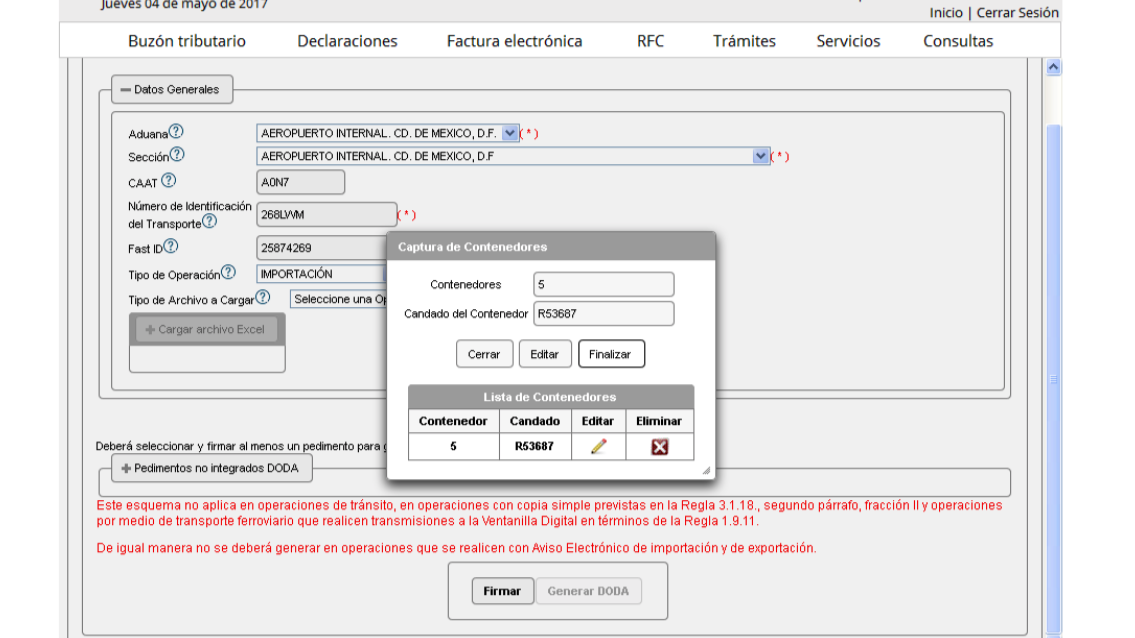 Jueves 04 de mayo de 2017
Inicio | Cerrar Sesión
Buzón tributario Declaraciones Factura electrónica RFC Trámites Servicios Consultas
Datos Generales
Aduana AEROPUERTO INTERNAL. CD. DE MEXICO, D.F. (*)
Sección AEROPUERTO INTERNAL. CD. DE MEXICO, D.F (*)
CAAT A0N7
Número de Identificación
del Transporte 268LVVM (*)
Fast ID 25874269
Tipo de Operación IMPORTACIÓN
Tipo de Archivo a Cargar Seleccione una
Cargar archivo Excel
Captura de Contenedores
Contenedores 5
Candado del Contenedor R53687
Cerrar Editar Finalizar
Lista de Contenedores
Contenedor Candado Editar Eliminar
5 R53687
Deberá seleccionar y firmar al menos un pedimento para
Pedimentos no integrados DODA
Este esquema no aplica en operaciones de tránsito, en operaciones con copia simple previstas en la Regla 3.1.18., segundo párrafo, fracción II y operaciones
por medio de transporte ferroviario que realicen transmisiones a la Ventanilla Digital en términos de la Regla 1.9.11.
De igual manera no se deberá generar en operaciones que se realicen con Aviso Electrónico de importación y de exportación.
Firmar Generar DODA